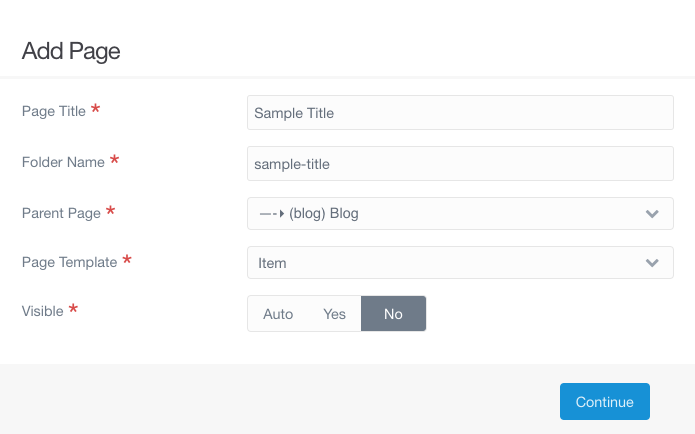 Add Page
Page Title * Sample Title
Folder Name * sample-title
Parent Page * —-▸ (blog) Blog
Page Template * Item
Visible * Auto Yes No
Continue